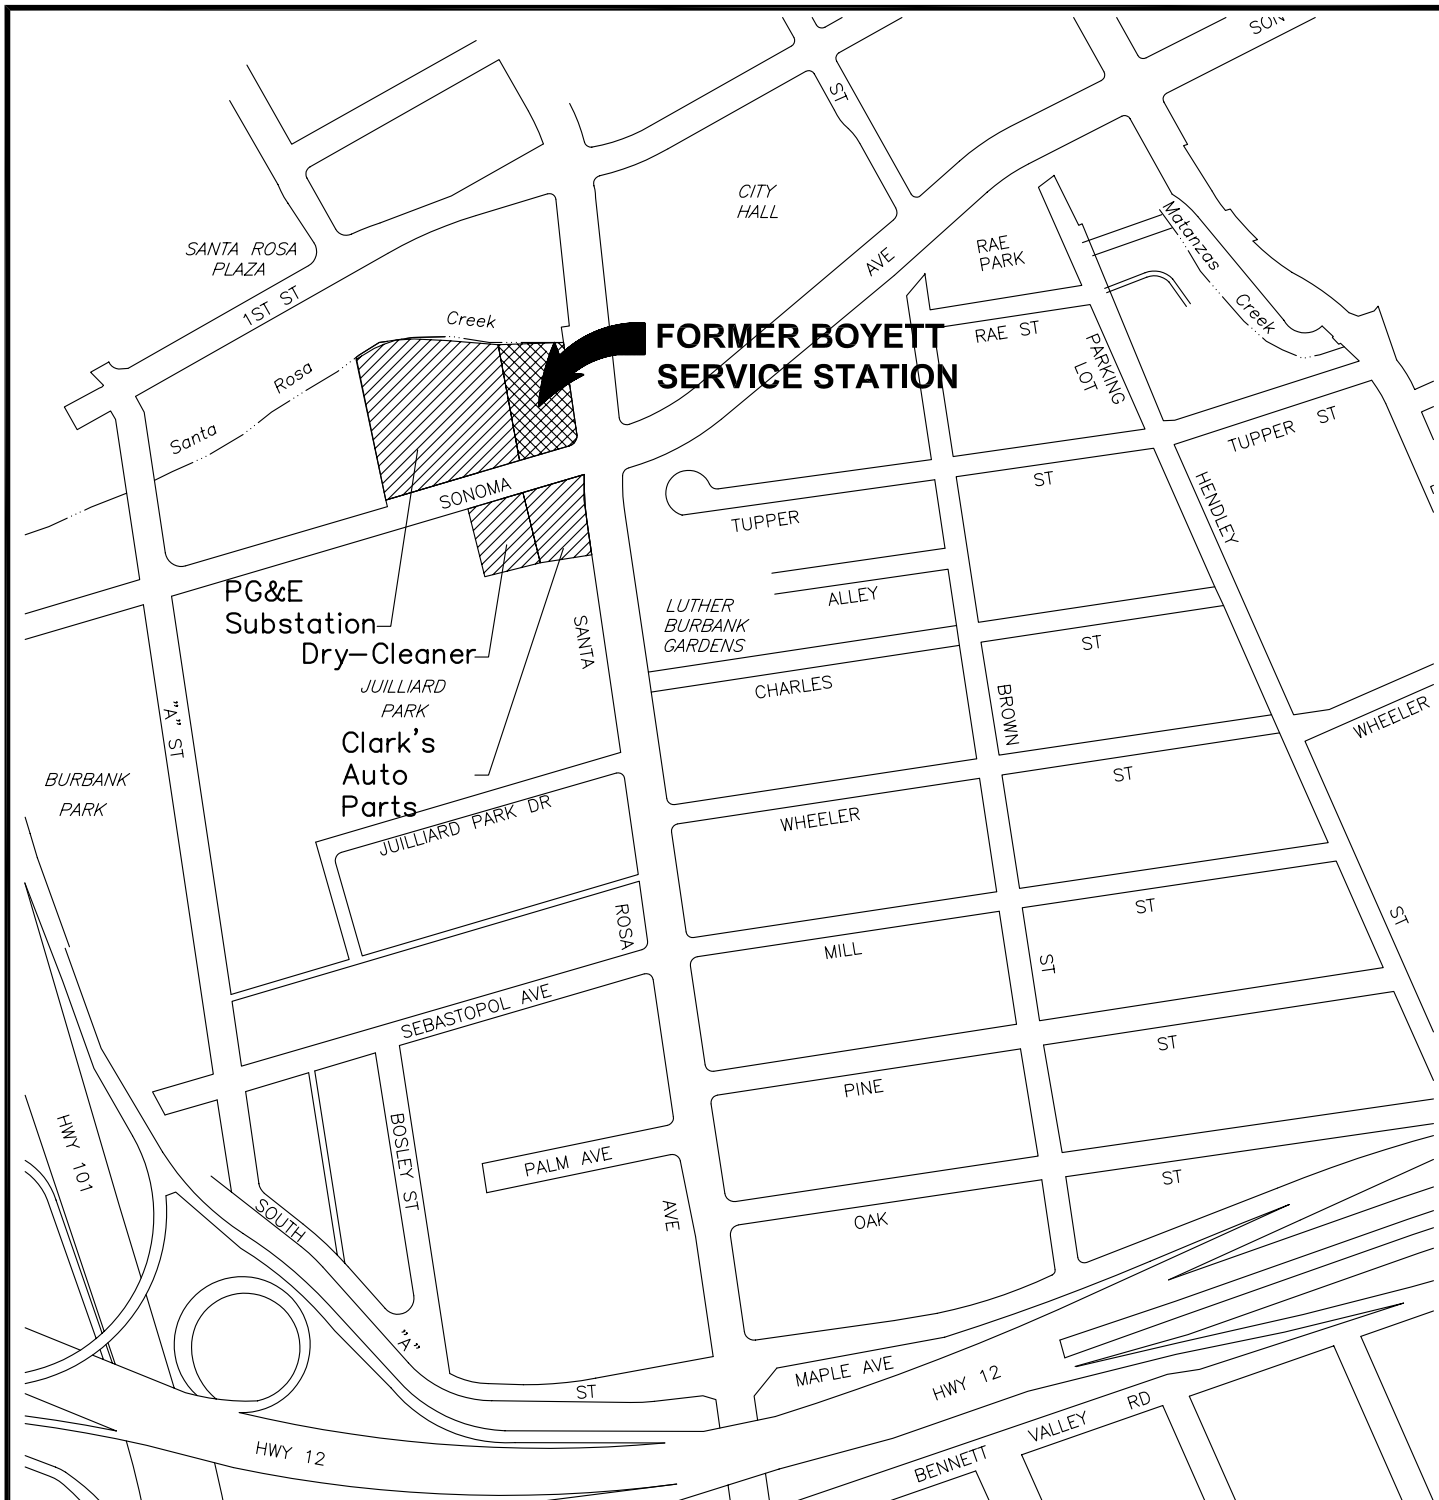 SON
ST
CITY
HALL
SANTA ROSA
PLAZA
1ST ST
AVE
RAE
PARK
Matanzas
Creek
Creek
Rosa
Santa
FORMER BOYETT
SERVICE STATION
RAE ST
PARKING
LOT
TUPPER ST
SONOMA
TUPPER
ST
HENDLEY
PG&E
Substation
Dry-Cleaner
JUILLIARD
PARK
Clark's
Auto
Parts
SANTA
LUTHER
BURBANK
GARDENS
ALLEY
CHARLES
ST
BROWN
"A" ST
BURBANK
PARK
WHEELER
ST
WHEELER
JUILLIARD PARK DR
ROSA
MILL
ST
ST
ST
SEBASTOPOL AVE
PINE
ST
HWY 101
BOSLEY ST
PALM AVE
AVE
OAK
ST
SOUTH
"A"
ST
MAPLE AVE
HWY 12
HWY 12
BENNETT VALLEY RD